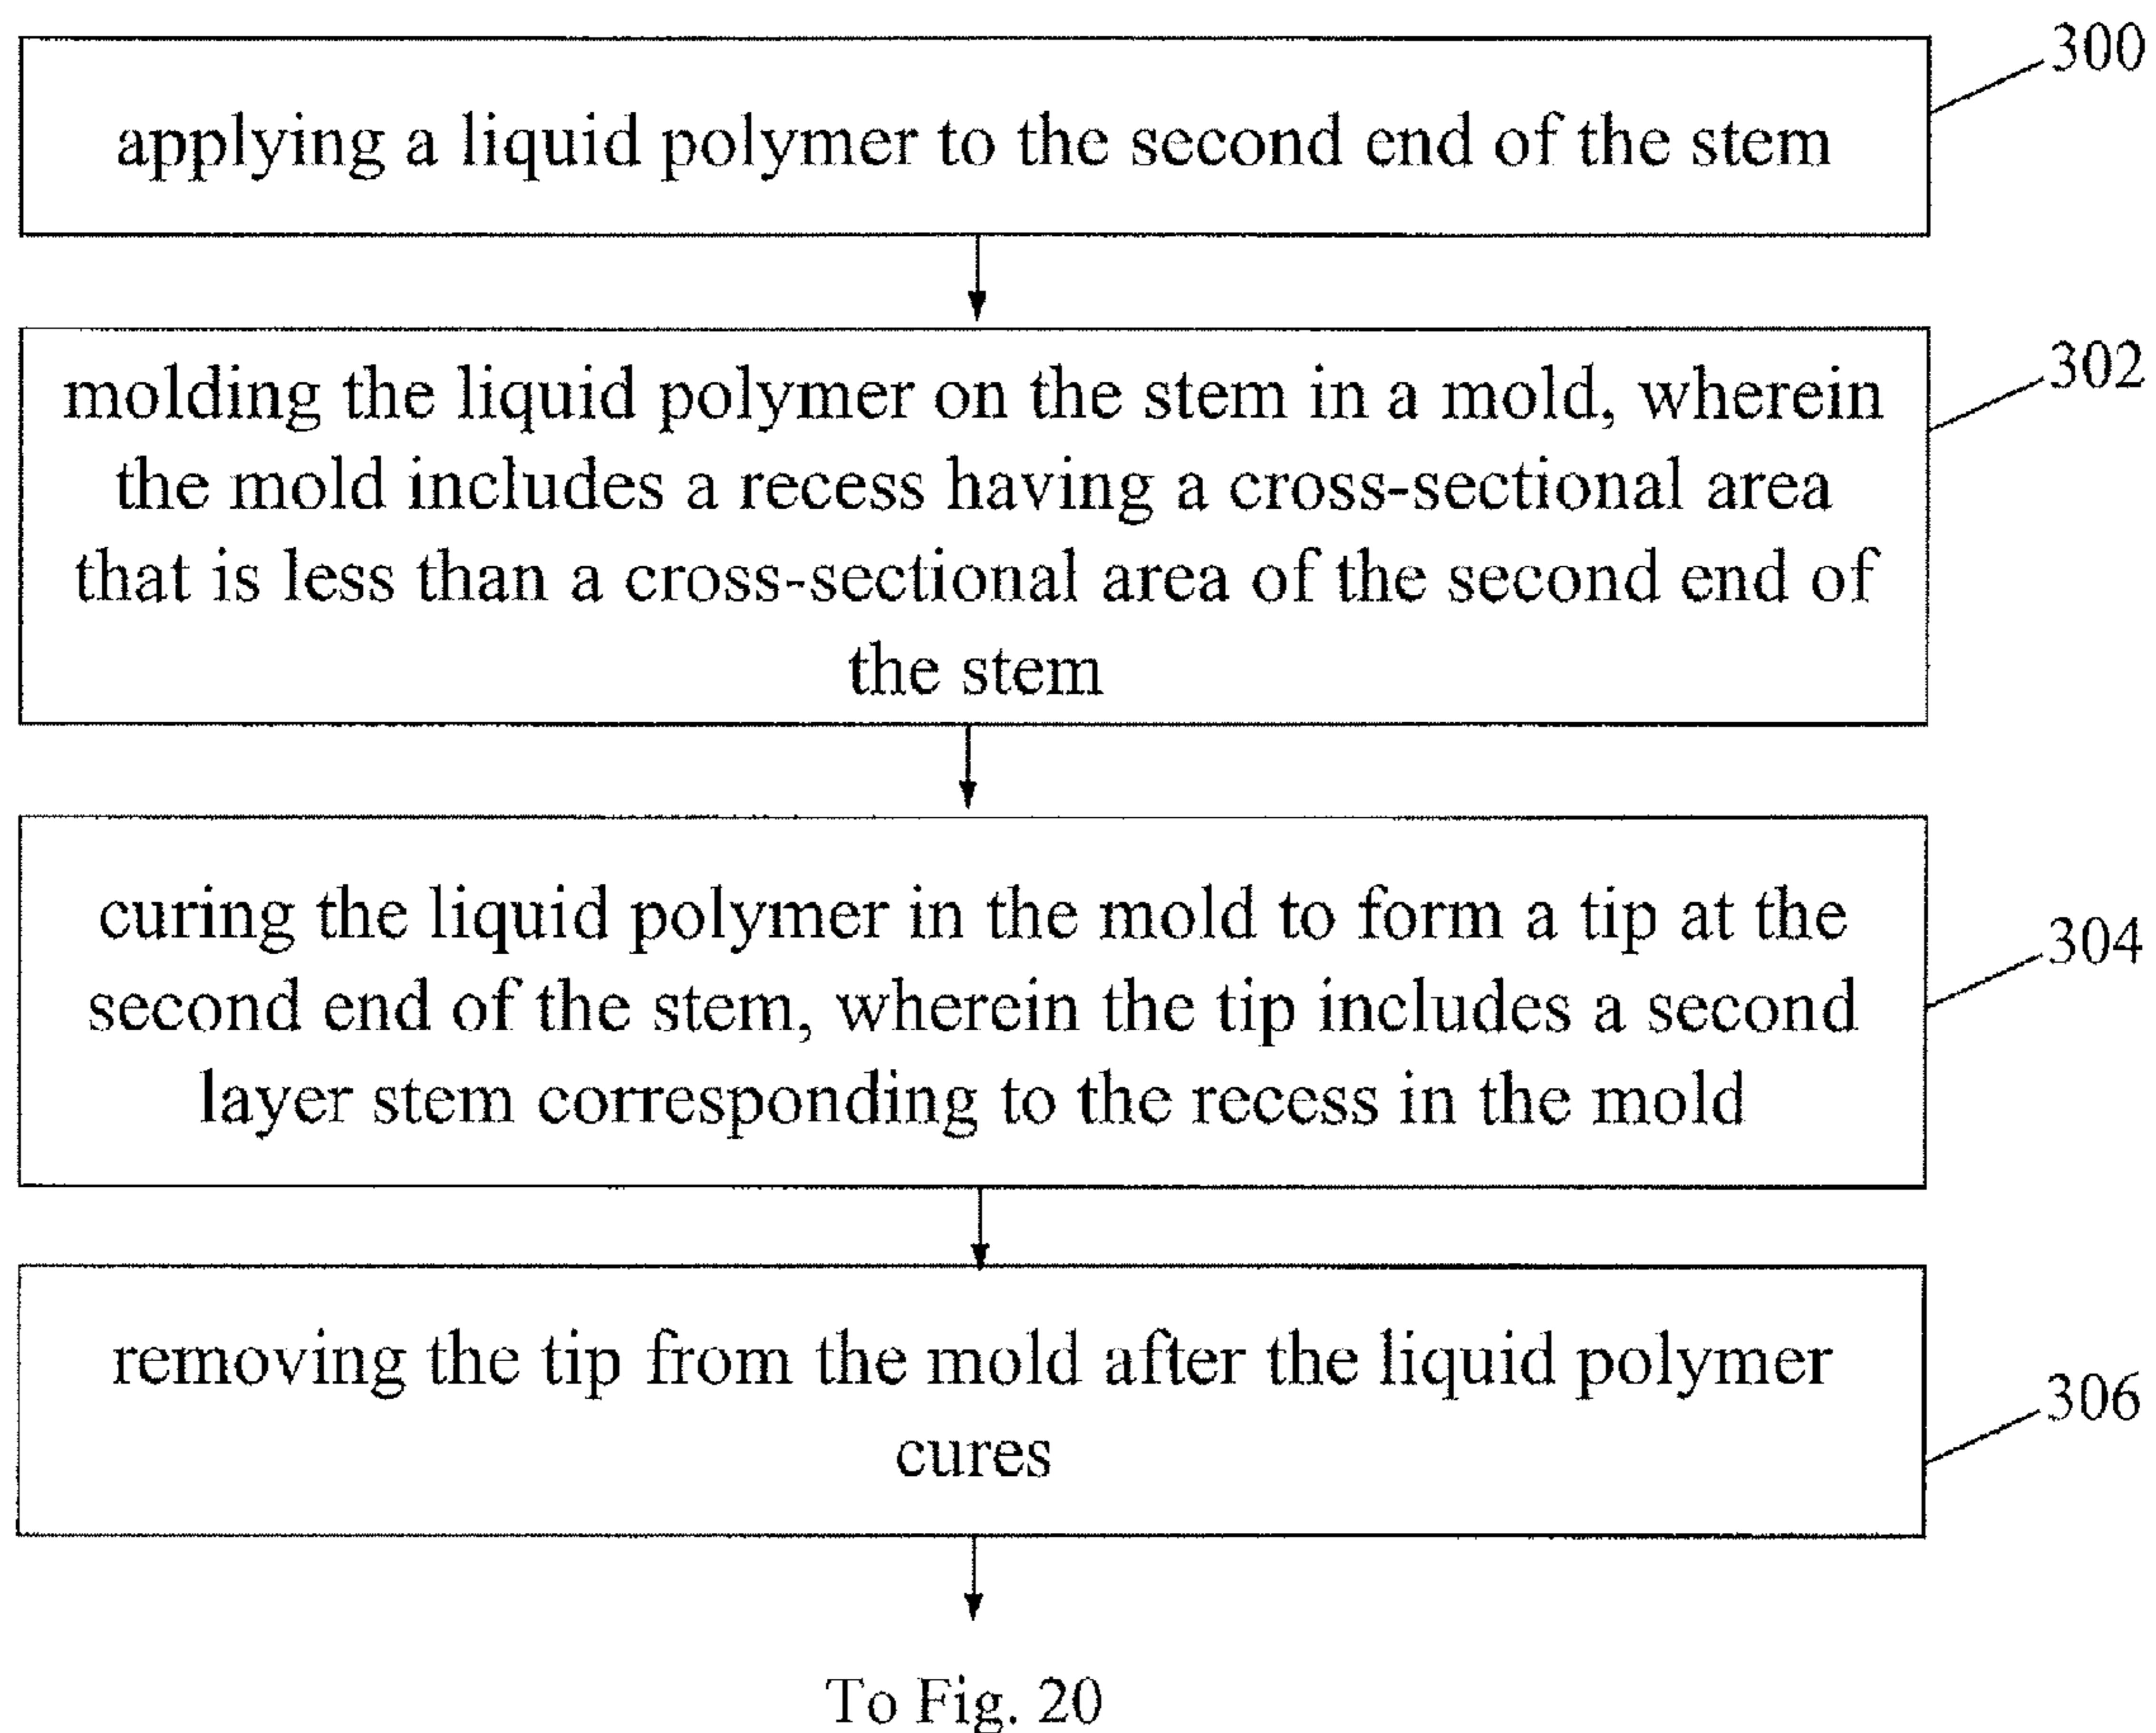 300
applying a liquid polymer to the second end of the stem
302
molding the liquid polymer on the stem in a mold, wherein
the mold includes a recess having a cross-sectional area
that is less than a cross-sectional area of the second end of
the stem
curing the liquid polymer in the mold to form a tip at the
304
second end of the stem, wherein the tip includes a second
layer stem corresponding to the recess in the mold
removing the tip from the mold after the liquid polymer
306
cures
To Fig. 20